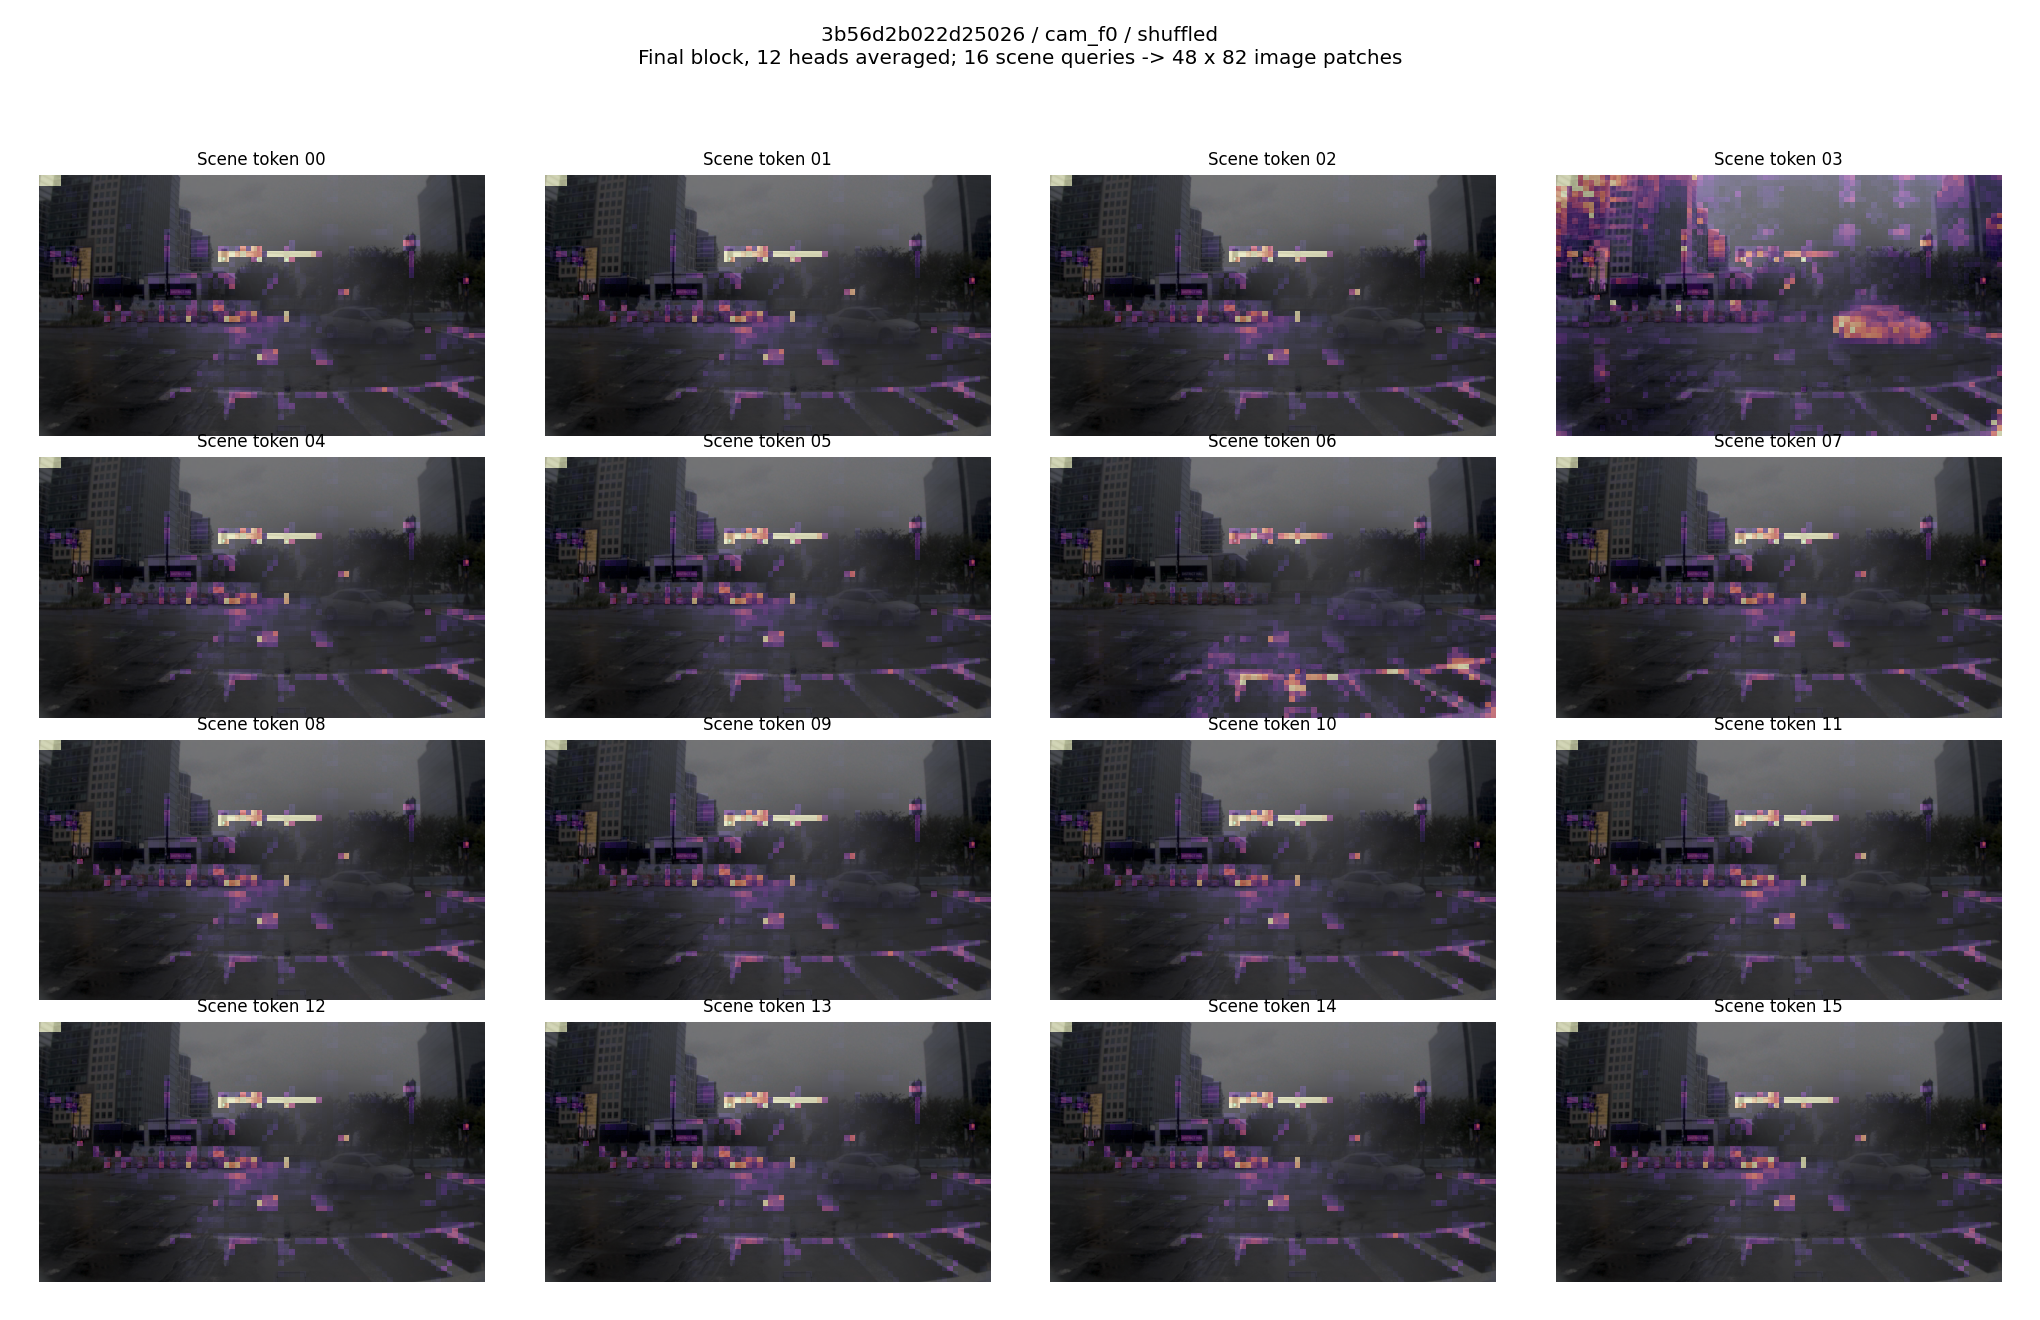 3b56d2b022d25026 / cam_f0 / shuffled
Final block, 12 heads averaged; 16 scene queries -> 48 x 82 image patches
Scene token 00
Scene token 01
Scene token 02
Scene token 03
Scene token 04
Scene token 05
Scene token 06
Scene token 07
Scene token 08
Scene token 09
Scene token 10
Scene token 11
Scene token 12
Scene token 13
Scene token 14
Scene token 15